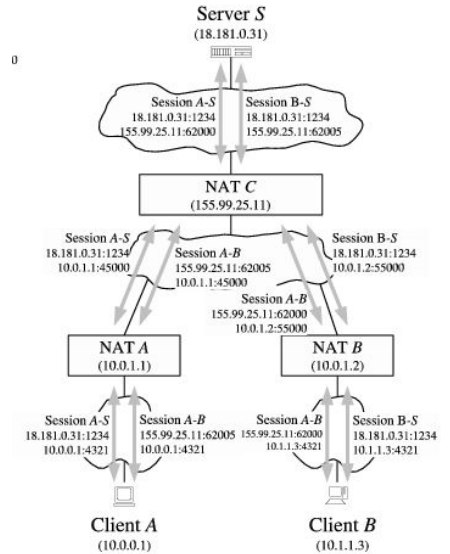 Server S
(18.181.0.31)
0
Session A-S
18.181.0.31:1234
155.99.25.11:62000
Session B-S
18.181.0.31:1234
155.99.25.11:62005
NAT C
(155.99.25.11)
Session A-S
18.181.0.31:1234
10.0.1.1:45000
Session A-B
155.99.25.11:62005
10.0.1.1:45000
Session B-S
18.181.0.31:1234
10.0.1.2:55000
Session A-B
155.99.25.11:62000
10.0.1.2:55000
NAT A
(10.0.1.1)
NAT B
(10.0.1.2)
Session A-S
18.181.0.31:1234
10.0.0.1:4321
Session A-B
155.99.25.11:62005
10.0.0.1:4321
Session A-B
155.99.25.11:62000
10.1.1.3:4321
Session B-S
18.181.0.31:1234
10.1.1.3:4321
Client A
(10.0.0.1)
Client B
(10.1.1.3)